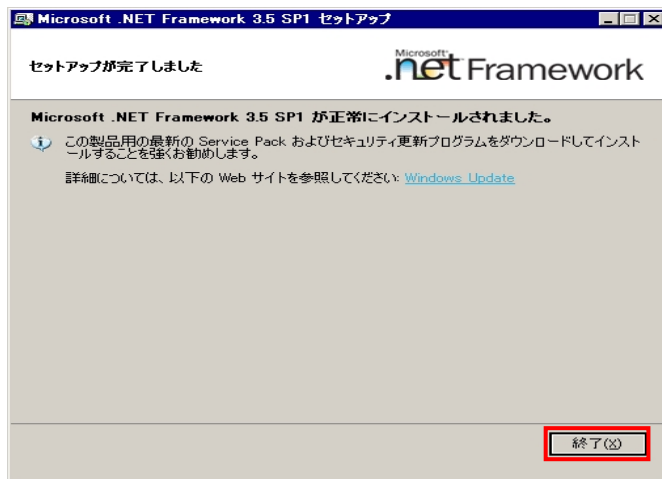 Microsoft .NET Framework 3.5 SP1 セットアップ
セットアップが完了しました
Microsoft
.net Framework
Microsoft .NET Framework 3.5 SP1 が正常にインストールされました。
この製品用の最新の Service Pack およびセキュリティ更新プログラムをダウンロードしてインスト
ールすることを強くお勧めします。
詳細については、以下の Web サイトを参照してください: Windows Update
終了(X)